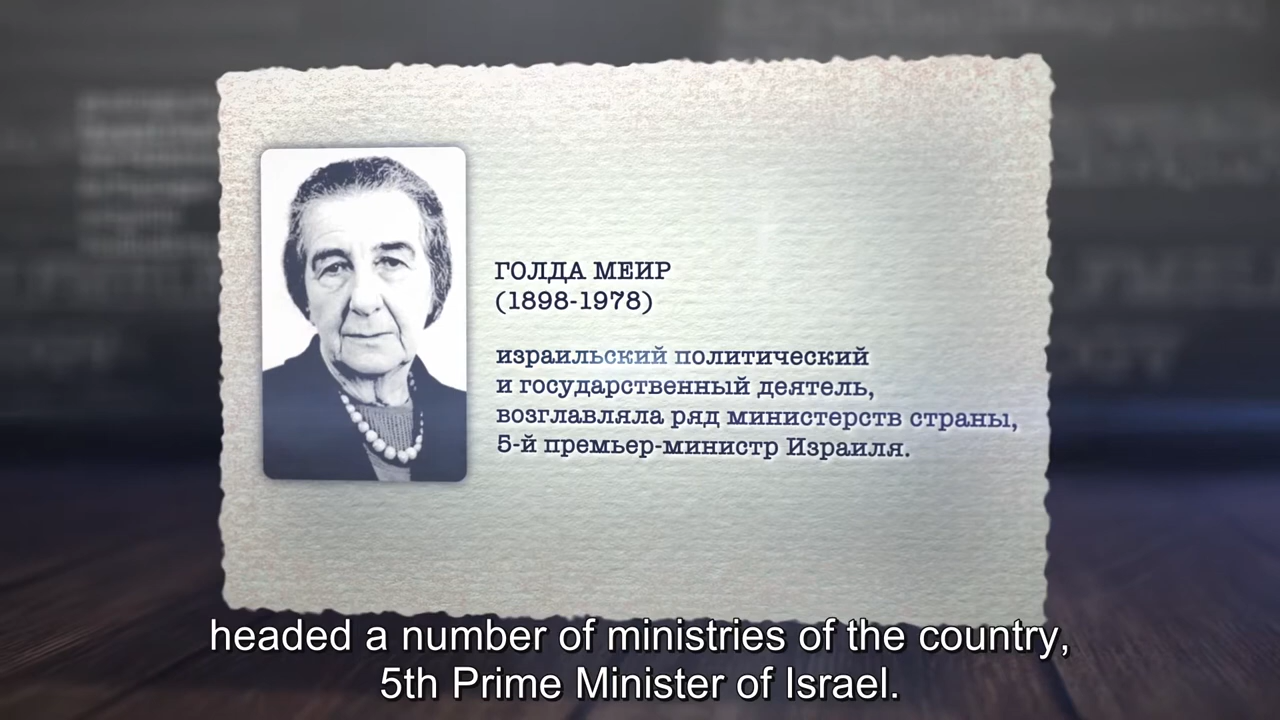 ГОЛДА МЕИР
(1898-1978)
израильский политический
и государственный деятель,
возглавляла ряд министерств страны,
5-й премьер-министр Израиля.
headed a number of ministries of the country,
5th Prime Minister of Israel.